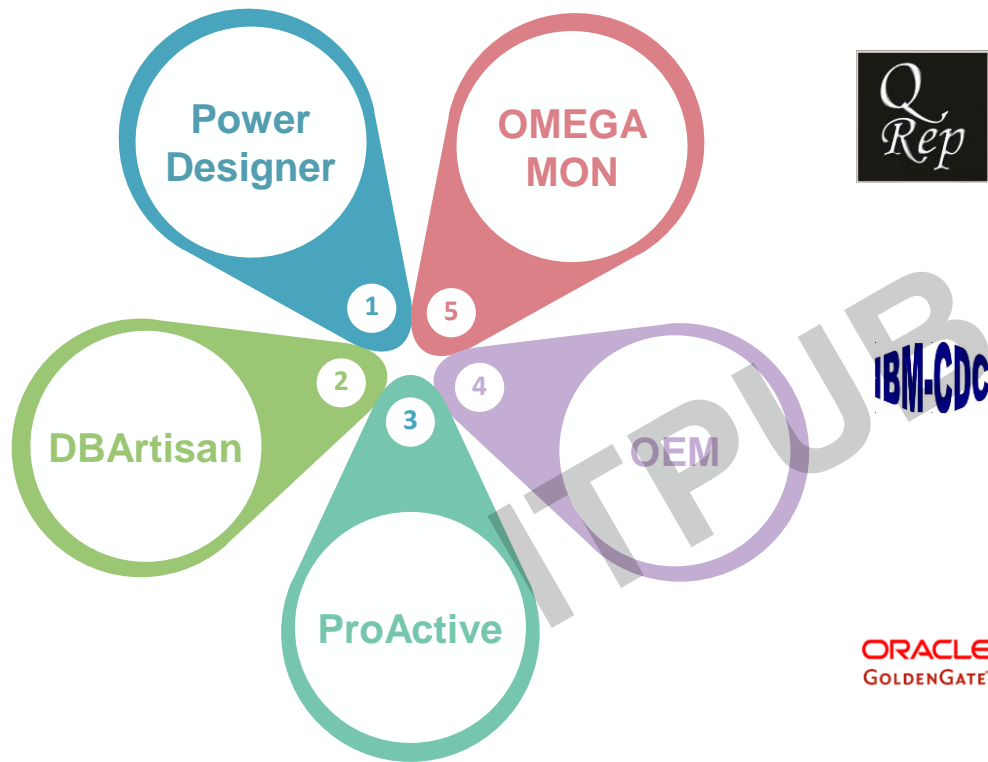 Power
Designer
1
OMEGA
MON
5
DBArtisan
2
ProActive
3
OEM
4
Q
Rep
IBM-CDC
ORACLE
GOLDENGATE
ITPUB